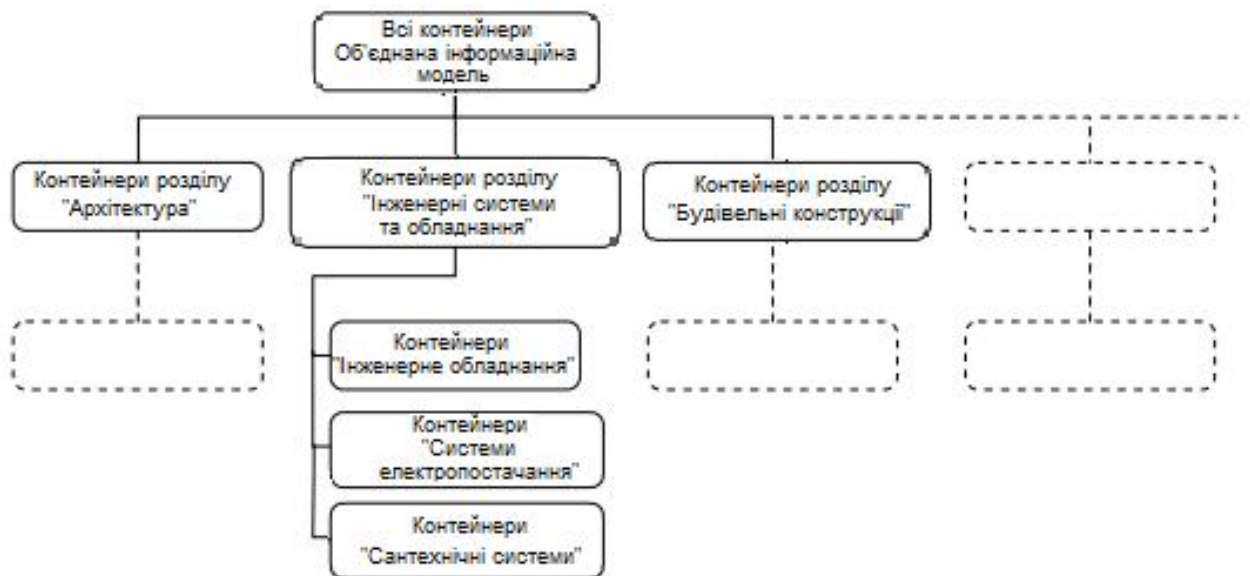 Всі контейнери
Об'єднана інформаційна
модель
Контейнери розділу
"Архітектура"
Контейнери розділу
"Інженерні системи
та обладнання"
Контейнери розділу
"Будівельні конструкції"
Контейнери
"Інженерне обладнання"
Контейнери
"Системи
електропостачання"
Контейнери
"Сантехнічні системи"